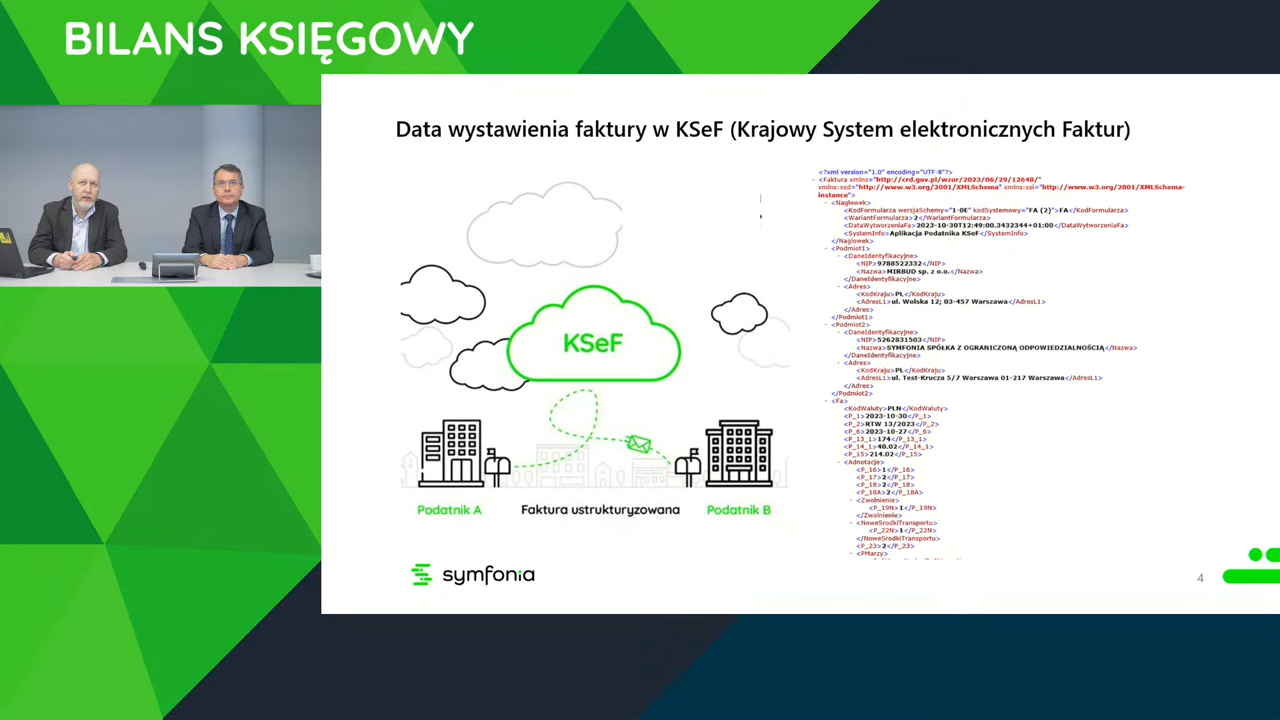 BILANS KSIĘGOWY
Data wystawienia faktury w KSeF (Krajowy System elektronicznych Faktur)
KSeF
Podatnik A
Faktura ustrukturyzowana
Podatnik B
<?xml version="1.0" encoding="UTF-8"?>
- <Faktura xmlns="http://crd.gov.pl/wzor/2023/06/29/12648/"
xmlns:xsd="http://www.w3.org/2001/XMLSchema" xmlns:xsi="http://www.w3.org/2001/XMLSchema-
instance">
- <Naglowek>
<KodFormularza wersjaSchemy="1-0E" kodSystemowy="FA (2)">FA</KodFormularza>
<WariantFormularza>2</WariantFormularza>
<DataWytworzeniaFa>2023-10-30T12:49:00.3432344+01:00</DataWytworzeniaFa>
<SystemInfo>Aplikacja Podatnika KSeF</SystemInfo>
</Naglowek>
- <Podmiot1>
- <DaneIdentyfikacyjne>
<NIP>9788522332</NIP>
<Nazwa>MIRBUD sp. z o.o.</Nazwa>
</DaneIdentyfikacyjne>
- <Adres>
<KodKraju>PL</KodKraju>
<AdresL1>ul. Wolska 12; 03-457 Warszawa</AdresL1>
</Adres>
</Podmiot1>
- <Podmiot2>
- <DaneIdentyfikacyjne>
<NIP>5262831503</NIP>
<Nazwa>SYMFONIA SPÓŁKA Z OGRANICZONĄ ODPOWIEDZIALNOŚCIĄ</Nazwa>
</DaneIdentyfikacyjne>
- <Adres>
<KodKraju>PL</KodKraju>
<AdresL1>ul. Test-Krucza 5/7 Warszawa 01-217 Warszawa</AdresL1>
</Adres>
</Podmiot2>
- <Fa>
<KodWaluty>PLN</KodWaluty>
<P_1>2023-10-30</P_1>
<P_2>RTW 13/2023</P_2>
<P_6>2023-10-27</P_6>
<P_13_1>174</P_13_1>
<P_14_1>40.02</P_14_1>
<P_15>214.02</P_15>
- <Adnotacje>
<P_16>1</P_16>
<P_17>2</P_17>
<P_18>2</P_18>
<P_18A>2</P_18A>
- <Zwolnienie>
<P_19N>1</P_19N>
</Zwolnienie>
- <NoweSrodkiTransportu>
<P_22N>1</P_22N>
</NoweSrodkiTransportu>
<P_23>2</P_23>
- <PMarzy>
symfonia
4